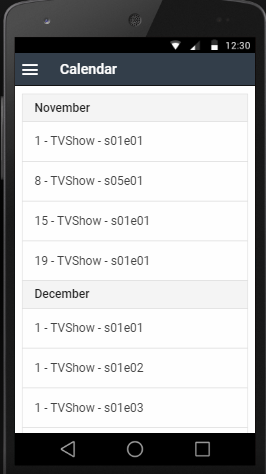 12:30
Calendar
November
1 - TVShow - s01e01
8 - TVShow - s05e01
15 - TVShow - s01e01
19 - TVShow - s01e01
December
1 - TVShow - s01e01
1 - TVShow - s01e02
1 - TVShow - s01e03